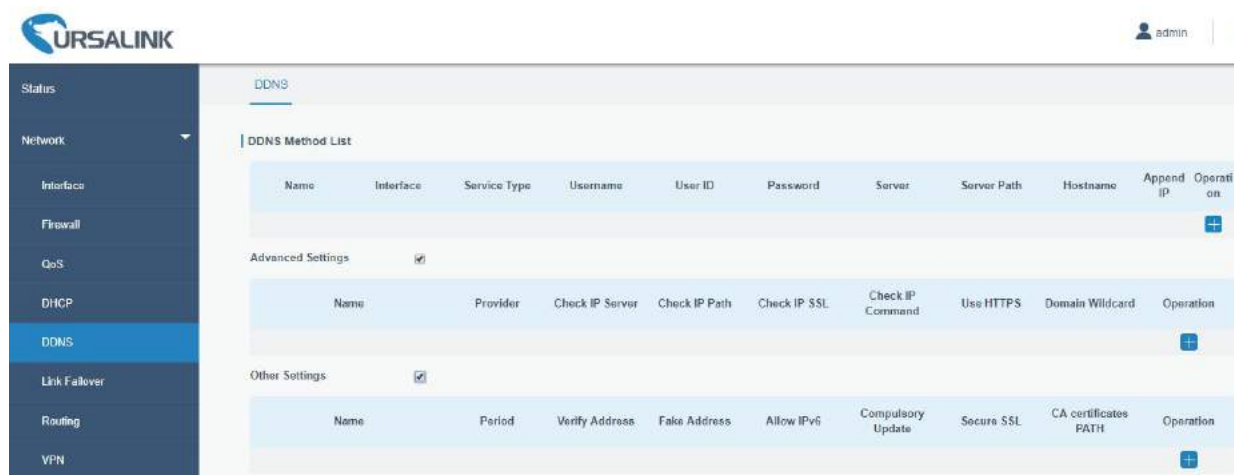 URSALINK
admin
Status
DDNS
Network
DDNS Method List
Interface
Name Interface Service Type Username User ID Password Server Server Path Hostname Append IP Operati on
Firewall
Advanced Settings
QoS
DHCP
Name Provider Check IP Server Check IP Path Check IP SSL Check IP Command Use HTTPS Domain Wildcard Operation
DDNS
Link Failover
Other Settings
Routing
Name Period Verify Address Fake Address Allow IPv6 Compulsory Update Secure SSL CA certificates PATH Operation
VPN